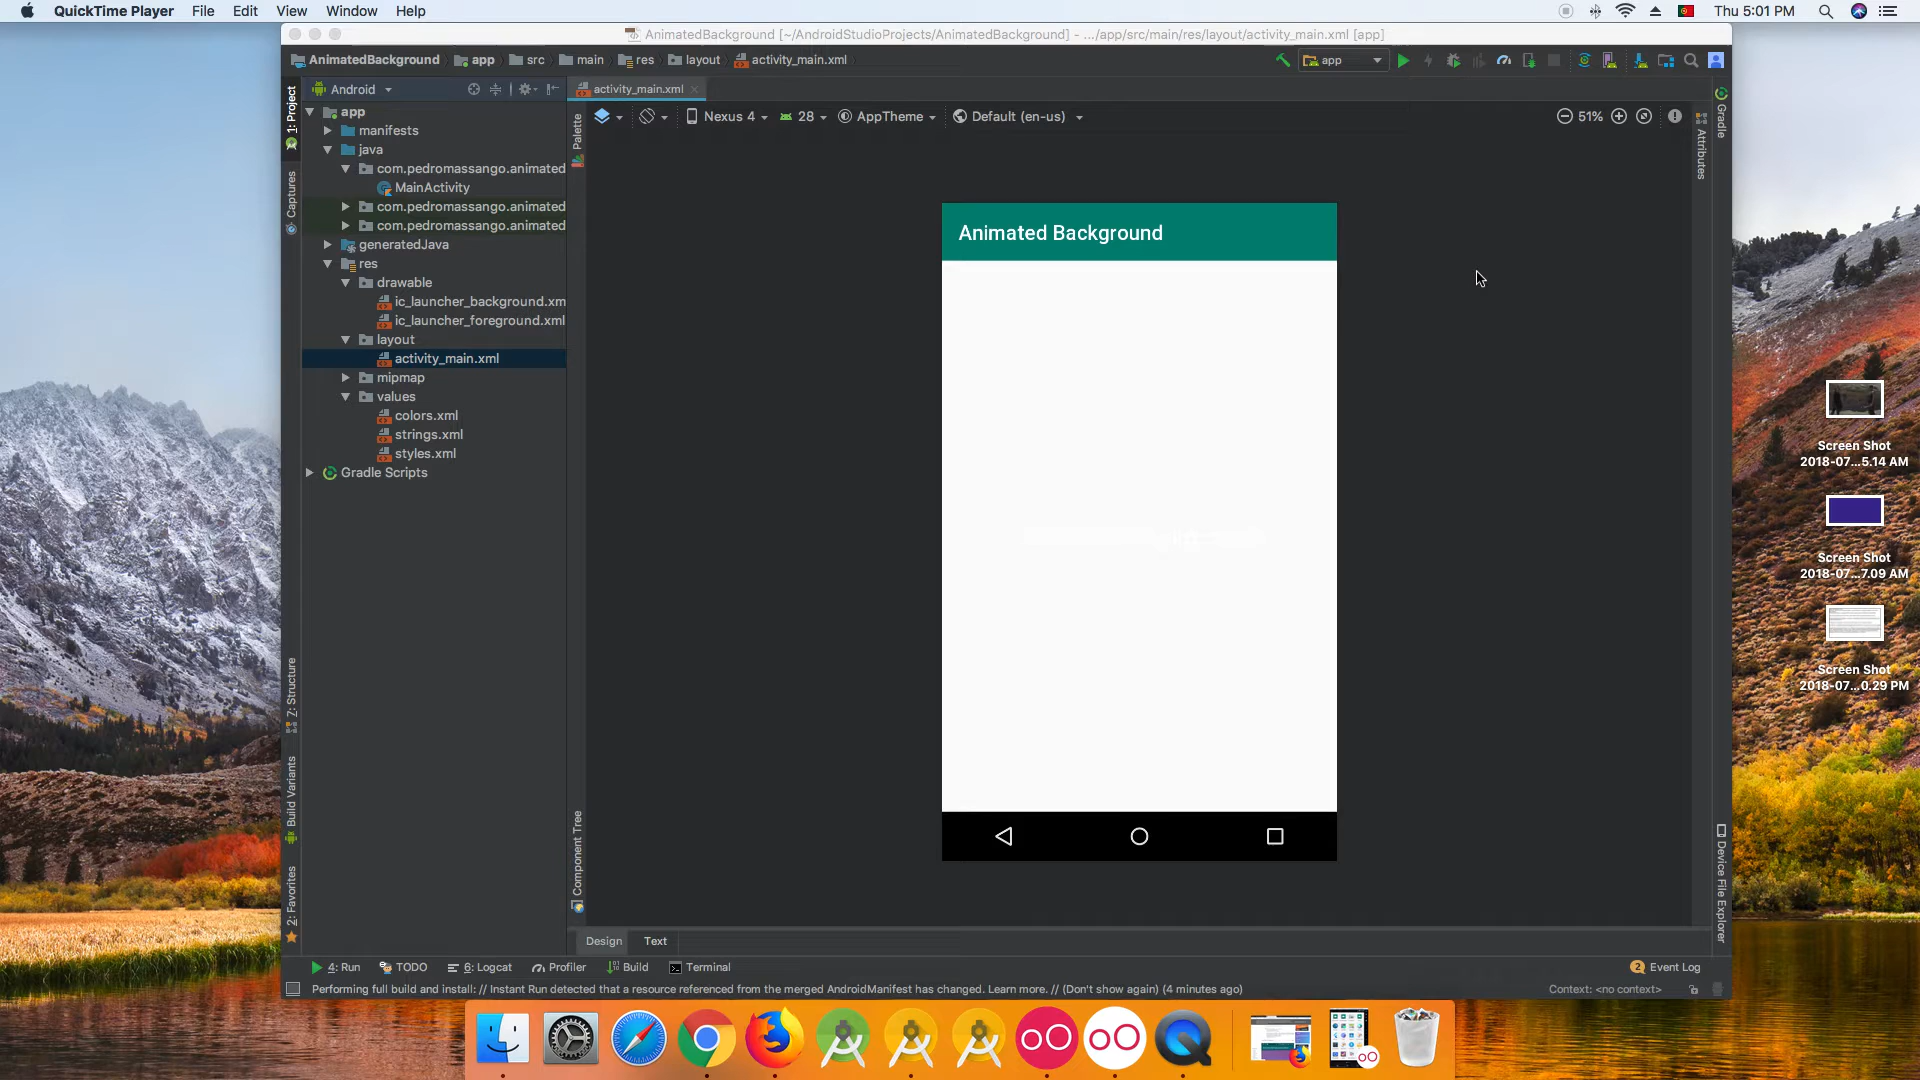 QuickTime Player File Edit View Window Help Thu 5:01 PM
AnimatedBackground [~/AndroidStudioProjects/AnimatedBackground] - .../app/src/main/res/layout/activity_main.xml [app]
AnimatedBackground app src main res layout activity_main.xml app
1: Project
Android
activity_main.xml
app
manifests
java
com.pedromassango.animated
MainActivity
com.pedromassango.animated
com.pedromassango.animated
generatedJava
res
drawable
ic_launcher_background.xm
ic_launcher_foreground.xml
layout
activity_main.xml
mipmap
values
colors.xml
strings.xml
styles.xml
Gradle Scripts
Captures
Z: Structure
Build Variants
2: Favorites
Palette
Component Tree
Nexus 4 28 AppTheme Default (en-us) 51%
Animated Background
Gradle
Attributes
Device File Explorer
Design Text
4: Run TODO 6: Logcat Profiler Build Terminal 2 Event Log
Performing full build and install: // Instant Run detected that a resource referenced from the merged AndroidManifest has changed. Learn more. // (Don't show again) (4 minutes ago) Context: <no context>
Screen Shot
2018-07...5.14 AM
Screen Shot
2018-07...7.09 AM
Screen Shot
2018-07...0.29 PM